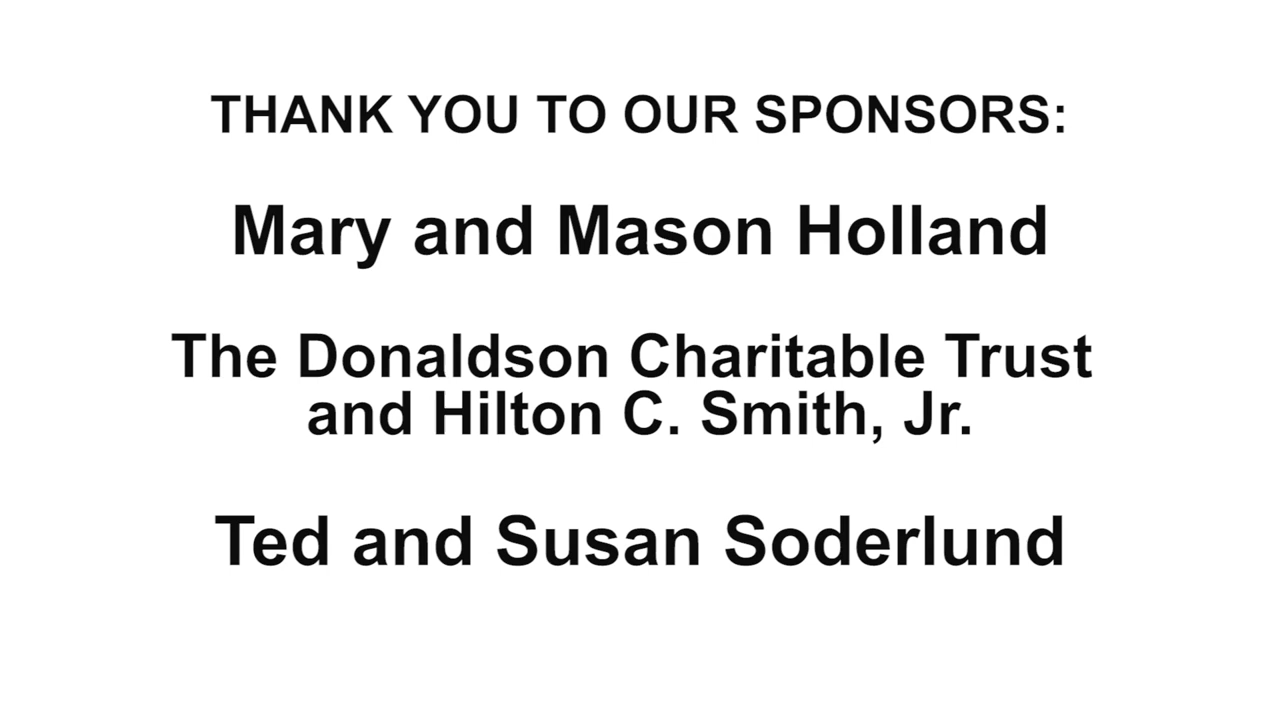 THANK YOU TO OUR SPONSORS:
Mary and Mason Holland
The Donaldson Charitable Trust
and Hilton C. Smith, Jr.
Ted and Susan Soderlund